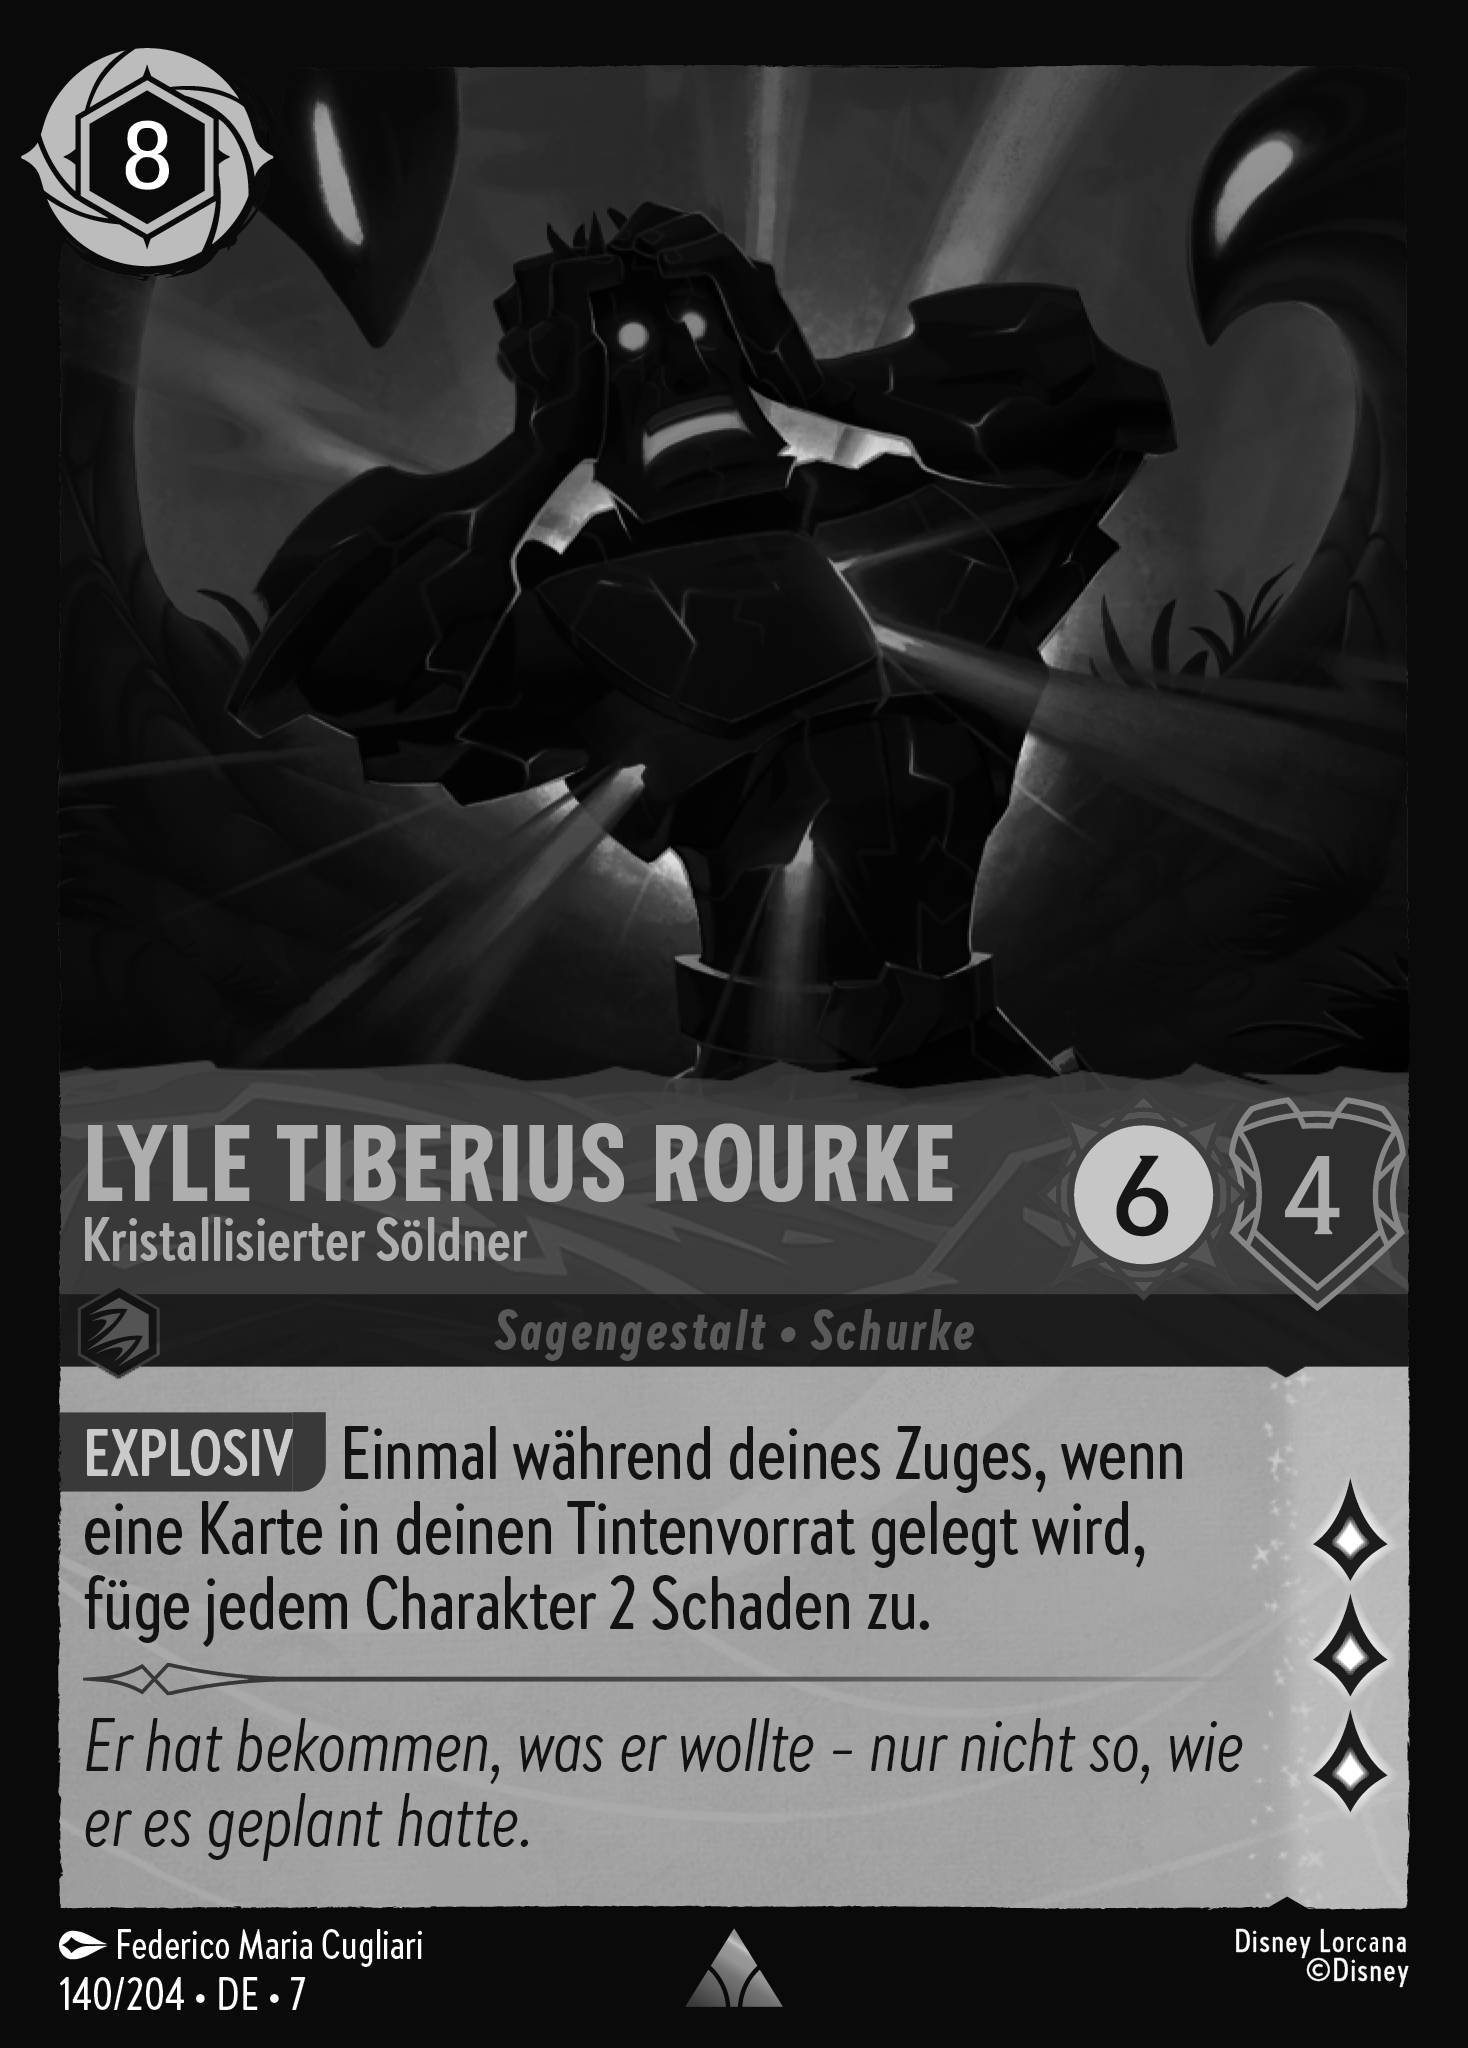 8
LYLE TIBERIUS ROURKE
Kristallisierter Söldner
6
4
Sagengestalt • Schurke
EXPLOSIV Einmal während deines Zuges, wenn
eine Karte in deinen Tintenvorrat gelegt wird,
füge jedem Charakter 2 Schaden zu.
Er hat bekommen, was er wollte – nur nicht so, wie
er es geplant hatte.
Federico Maria Cugliari
140/204 • DE • 7
Disney Lorcana
©Disney